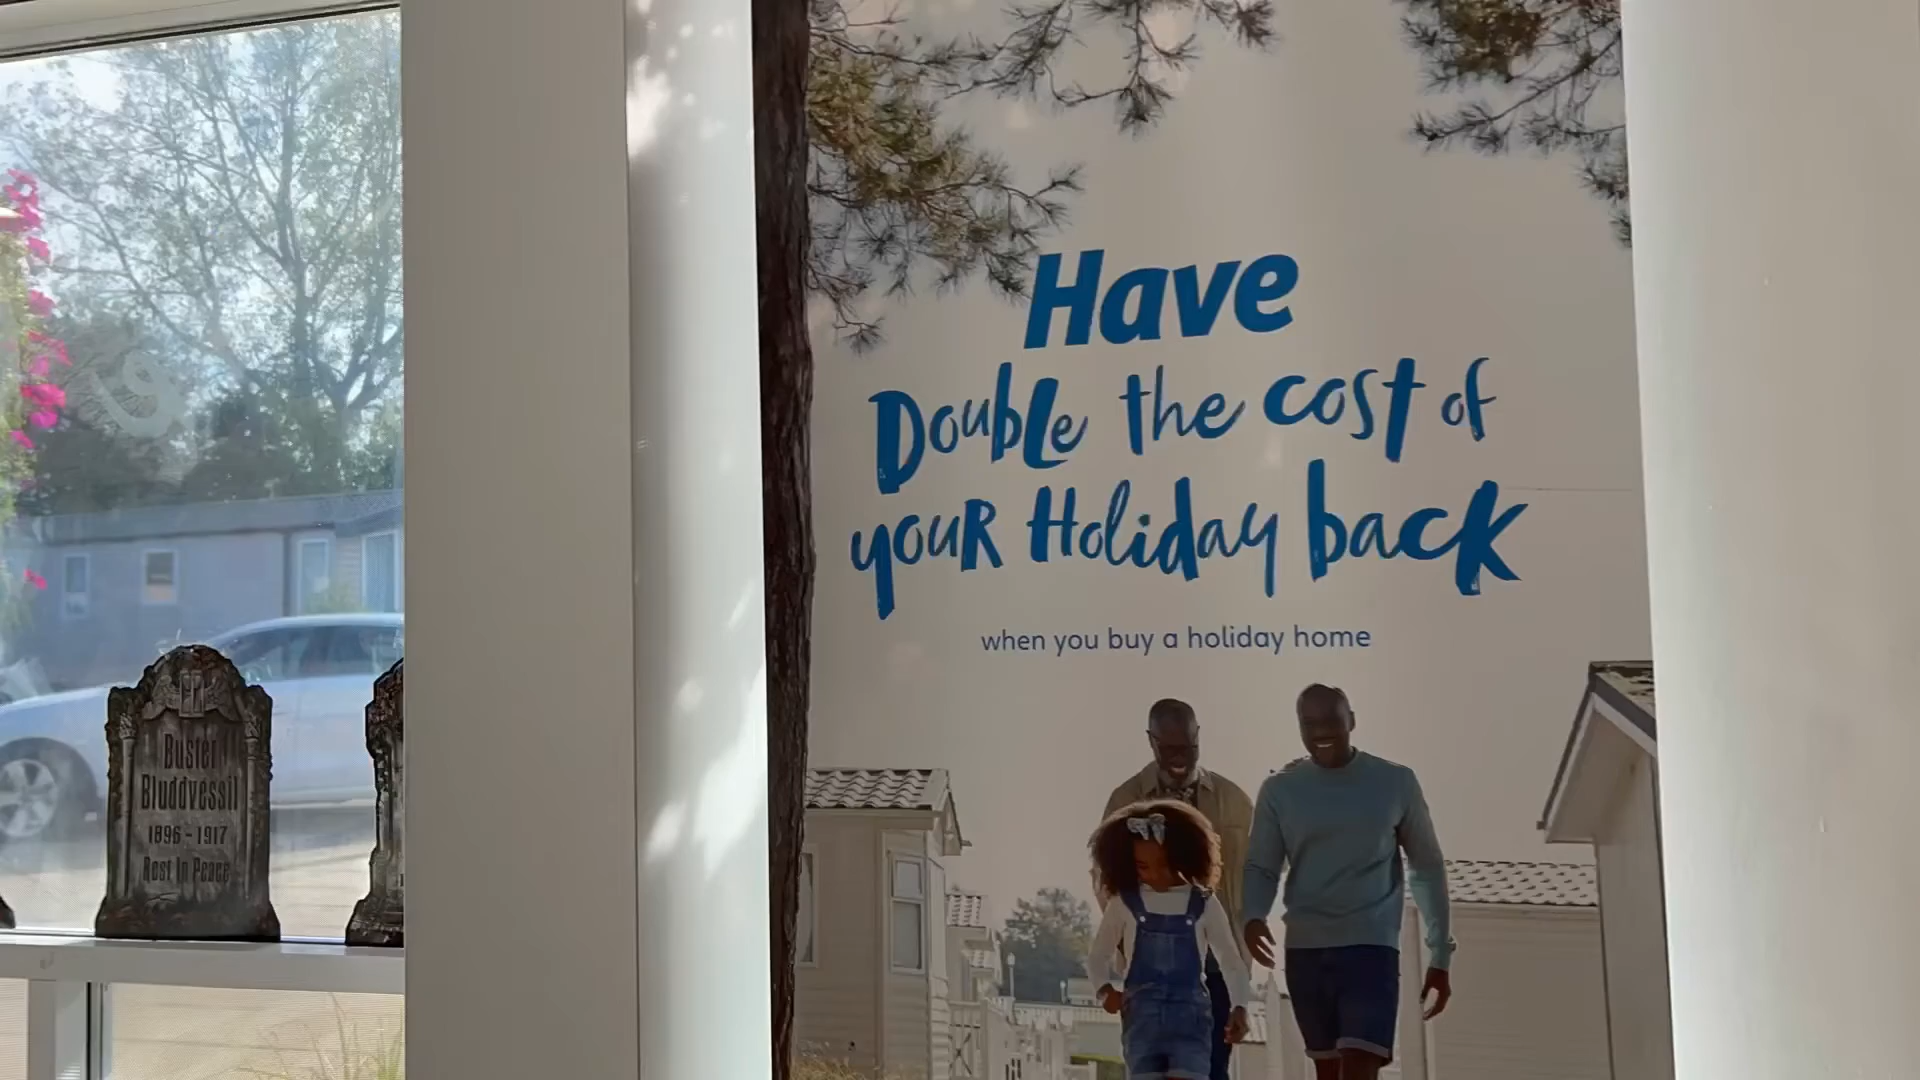 Have
Double the cost of
your Holiday back
when you buy a holiday home
Buster
Bluddvessil
1896 - 1917
Rest In Peace